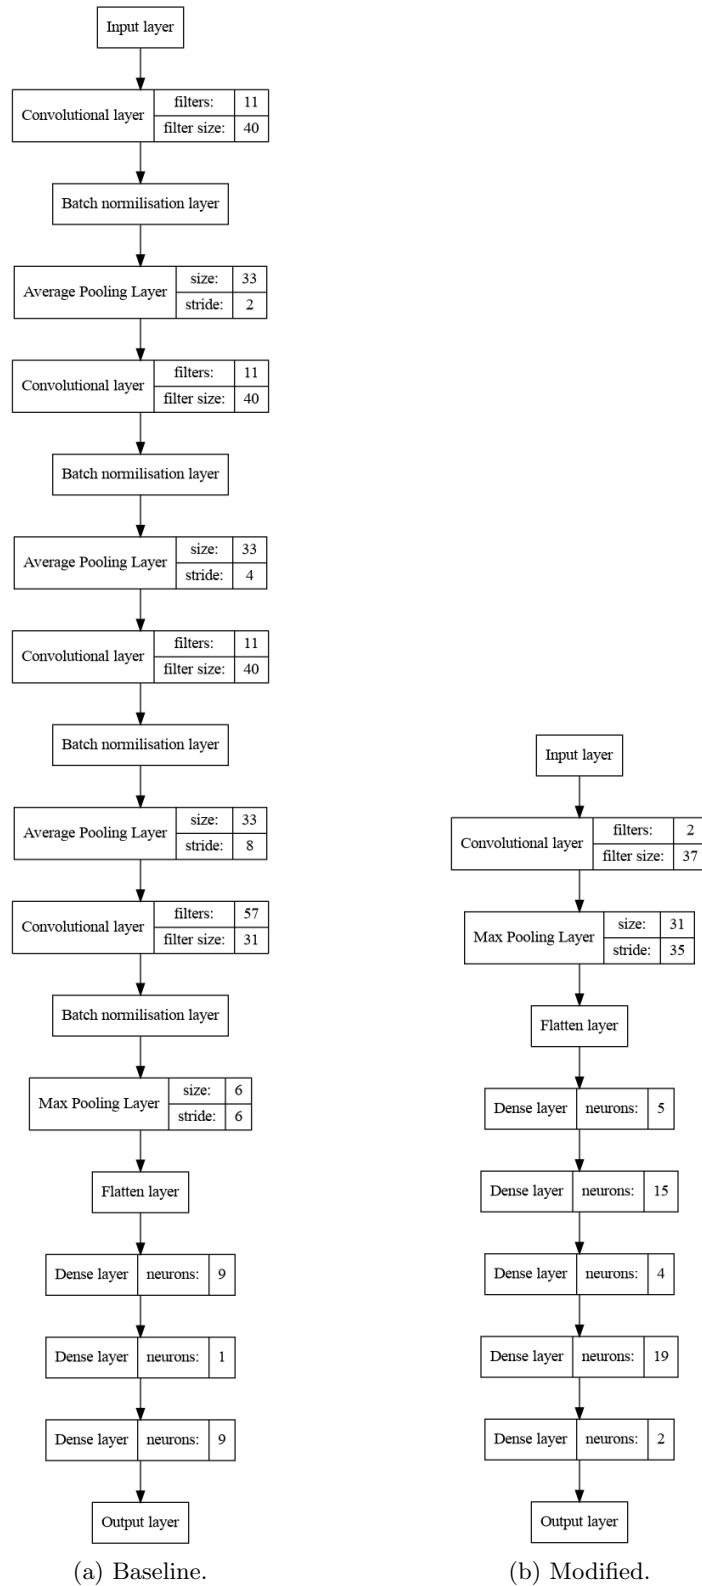 Input layer
Convolutional layer
filters: 11
filter size: 40
Batch normilisation layer
Average Pooling Layer
size: 33
stride: 2
Convolutional layer
filters: 11
filter size: 40
Batch normilisation layer
Average Pooling Layer
size: 33
stride: 4
Convolutional layer
filters: 11
filter size: 40
Batch normilisation layer
Average Pooling Layer
size: 33
stride: 8
Convolutional layer
filters: 57
filter size: 31
Batch normilisation layer
Max Pooling Layer
size: 6
stride: 6
Flatten layer
Dense layer neurons: 9
Dense layer neurons: 1
Dense layer neurons: 9
Output layer
(a) Baseline.
Input layer
Convolutional layer
filters: 2
filter size: 37
Max Pooling Layer
size: 31
stride: 35
Flatten layer
Dense layer neurons: 5
Dense layer neurons: 15
Dense layer neurons: 4
Dense layer neurons: 19
Dense layer neurons: 2
Output layer
(b) Modified.